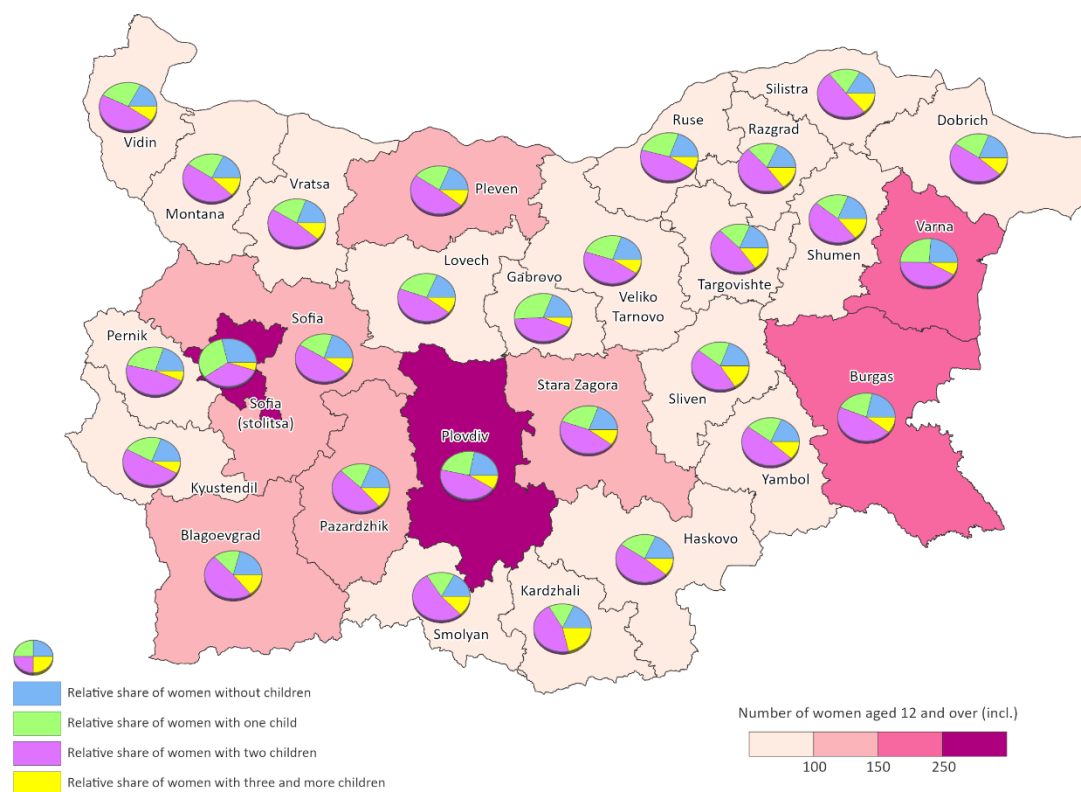 Silistra
Dobrich
Ruse
Razgrad
Vidin
Vratsa
Pleven
Montana
Varna
Shumen
Lovech
Gabrovo
Targovishte
Veliko
Tarnovo
Sofia
Pernik
Burgas
Stara Zagora
Sliven
Sofia
(stolitsa)
Plovdiv
Kyustendil
Yambol
Pazardzhik
Blagoevgrad
Haskovo
Kardzhali
Smolyan
Relative share of women without children
Relative share of women with one child
Relative share of women with two children
Relative share of women with three and more children
Number of women aged 12 and over (incl.)
100 150 250